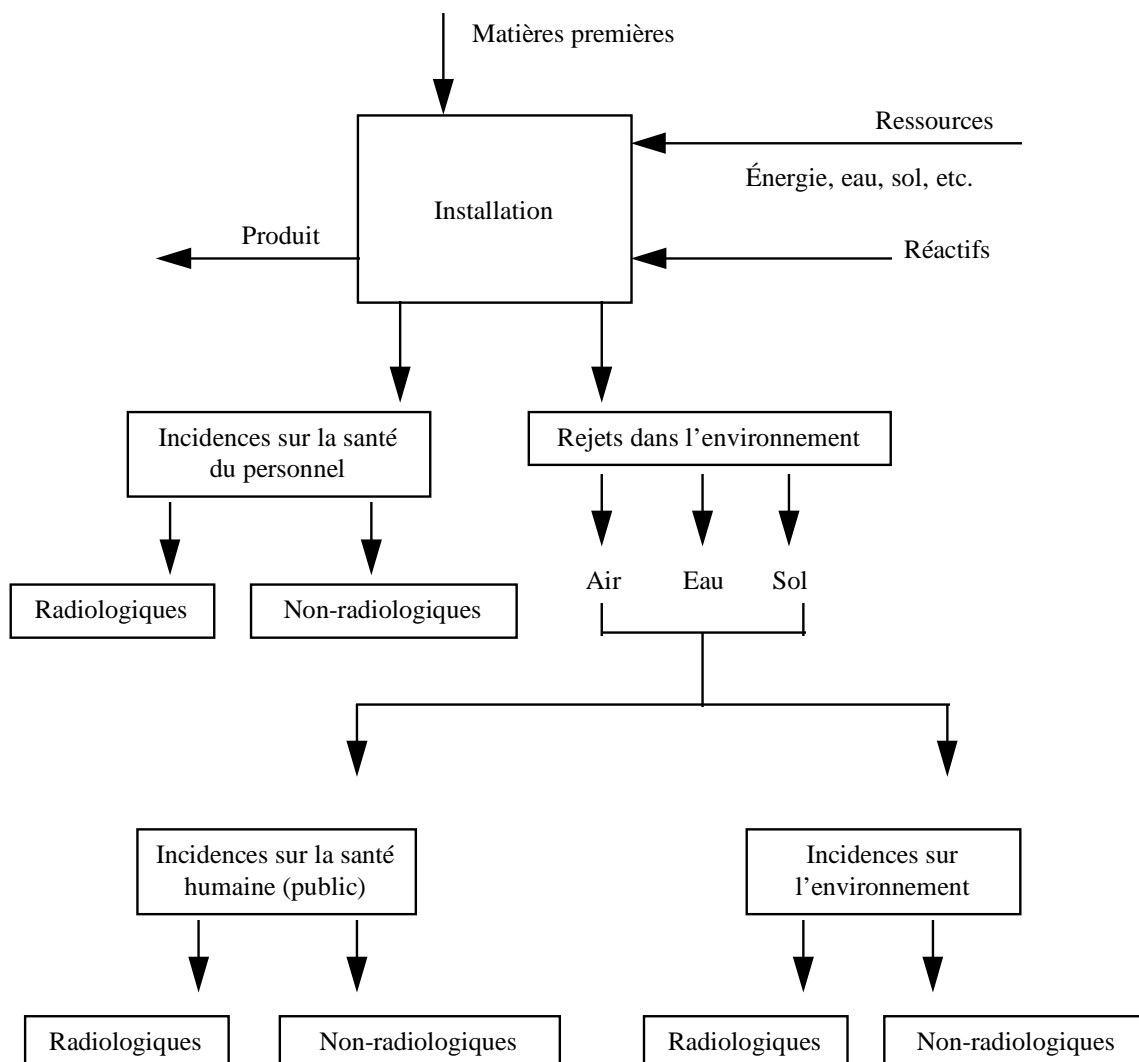 Matières premières
Ressources
Énergie, eau, sol, etc.
Installation
Produit
Réactifs
Incidences sur la santé
du personnel
Rejets dans l’environnement
Radiologiques
Non-radiologiques
Air
Eau
Sol
Incidences sur la santé
humaine (public)
Incidences sur
l’environnement
Radiologiques
Non-radiologiques
Radiologiques
Non-radiologiques